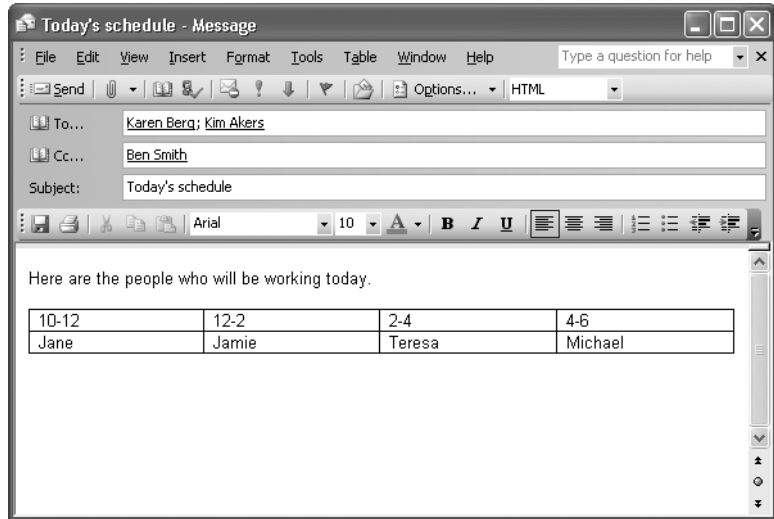 Today's schedule - Message
File Edit View Insert Format Tools Table Window Help Type a question for help
Send Options... HTML
To... Karen Berg; Kim Akers
Cc... Ben Smith
Subject: Today's schedule
Arial 10 A B I U
Here are the people who will be working today.
10-12 12-2 2-4 4-6
Jane Jamie Teresa Michael